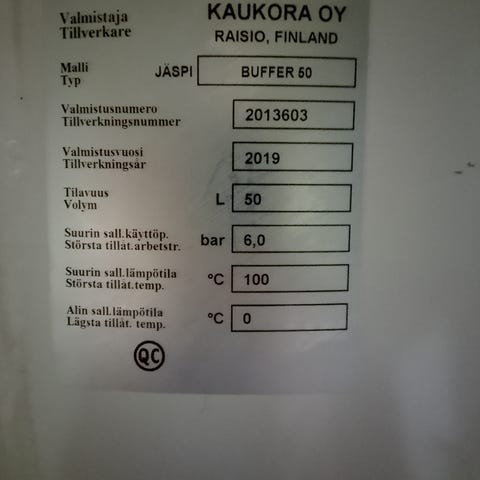 Valmistaja KAUKORA OY
Tillverkare RAISIO, FINLAND
Malli
Typ JÄSPI BUFFER 50
Valmistusnumero
Tillverkningsnummer 2013603
Valmistusvuosi
Tillverkningsår 2019
Tilavuus
Volym L 50
Suurin sall.käyttöp.
Största tillåt.arbetstr. bar 6,0
Suurin sall.lämpötila
Största tillåt.temp. °C 100
Alin sall.lämpötila
Lägsta tillåt. temp. °C 0
QC